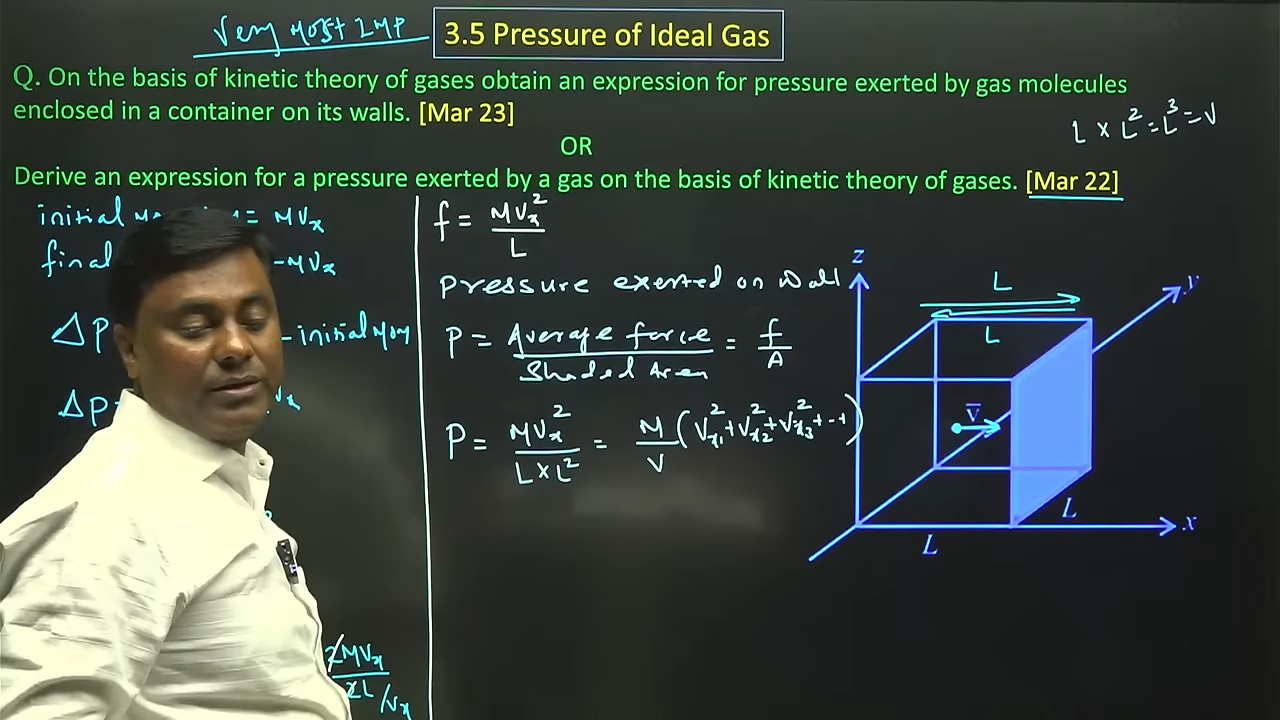 Very most IMP
3.5 Pressure of Ideal Gas
Q. On the basis of kinetic theory of gases obtain an expression for pressure exerted by gas molecules
enclosed in a container on its walls. [Mar 23]
L × L² = L³ = V
OR
Derive an expression for a pressure exerted by a gas on the basis of kinetic theory of gases. [Mar 22]
initial = MVx
final -MVx
ΔP - initial Mom
ΔP
2MVx
2L/Vx
f = MVx² / L
Pressure exerted on Wall
P = Average force / Shaded Area = f / A
P = MVx² / L × L² = M / V (Vx₁² + Vx₂² + Vx₃² + --+)
z
y
L
L
v̄
L
x
L